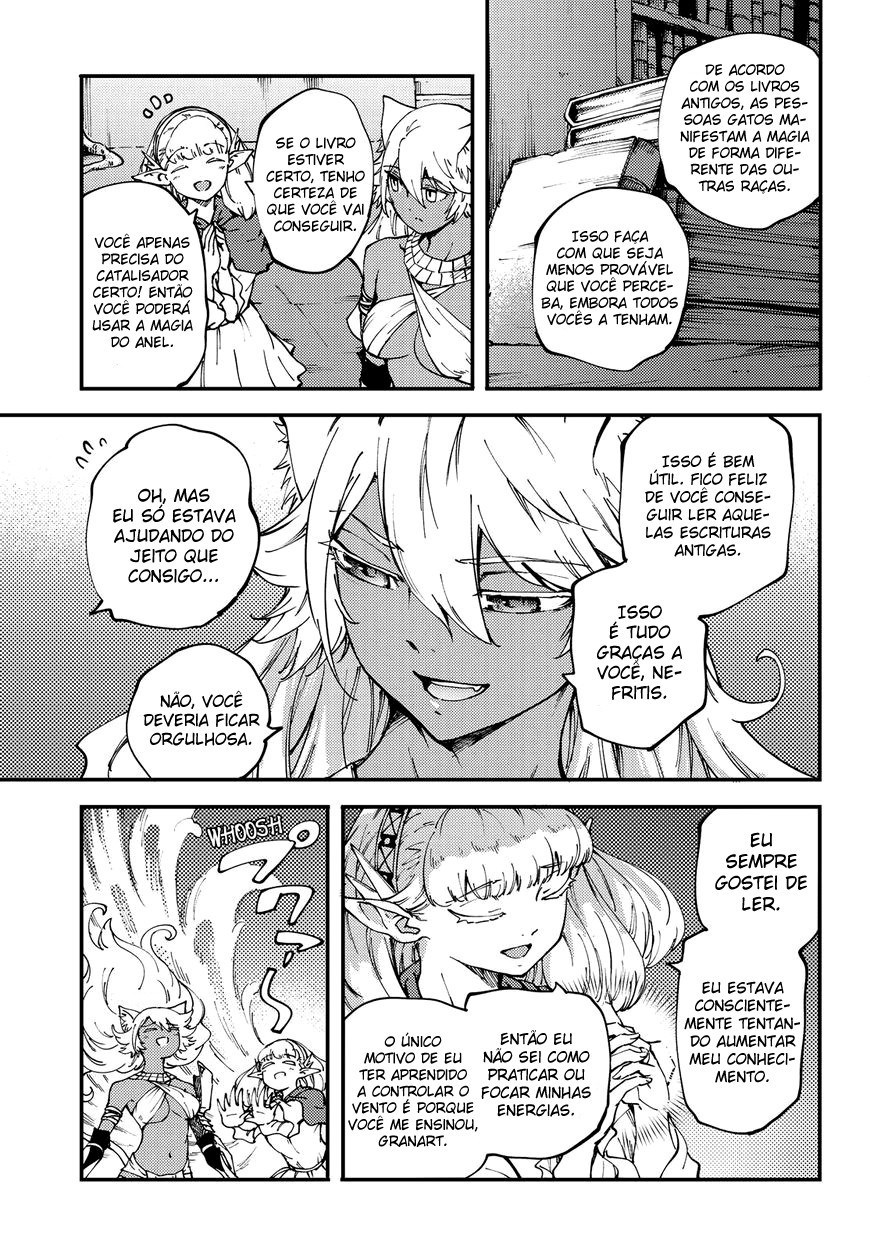 DE ACORDO
COM OS LIVROS
ANTIGOS, AS PES-
SOAS GATOS MA-
NIFESTAM A MAGIA
DE FORMA DIFE-
RENTE DAS OU-
TRAS RAÇAS.
ISSO FAÇA
COM QUE SEJA
MENOS PROVÁVEL
QUE VOCÊ PERCE-
BA, EMBORA TODOS
VOCÊS A TENHAM.
SE O LIVRO
ESTIVER
CERTO, TENHO
CERTEZA DE
QUE VOCÊ VAI
CONSEGUIR.
VOCÊ APENAS
PRECISA DO
CATALISADOR
CERTO! ENTÃO
VOCÊ PODERÁ
USAR A MAGIA
DO ANEL.
ISSO É BEM
ÚTIL. FICO FELIZ
DE VOCÊ CONSE-
GUIR LER AQUE-
LAS ESCRITURAS
ANTIGAS.
ISSO
É TUDO
GRAÇAS A
VOCÊ, NE-
FRITIS.
OH, MAS
EU SÓ ESTAVA
AJUDANDO DO
JEITO QUE
CONSIGO...
NÃO, VOCÊ
DEVERIA FICAR
ORGULHOSA.
EU
SEMPRE
GOSTEI DE
LER.
EU ESTAVA
CONSCIENTE-
MENTE TENTAN-
DO AUMENTAR
MEU CONHECI-
MENTO.
ENTÃO EU
NÃO SEI COMO
PRATICAR OU
FOCAR MINHAS
ENERGIAS.
O ÚNICO
MOTIVO DE EU
TER APRENDIDO
A CONTROLAR O
VENTO É PORQUE
VOCÊ ME ENSINOU,
GRANART.
WHOOSH
プワァ〜